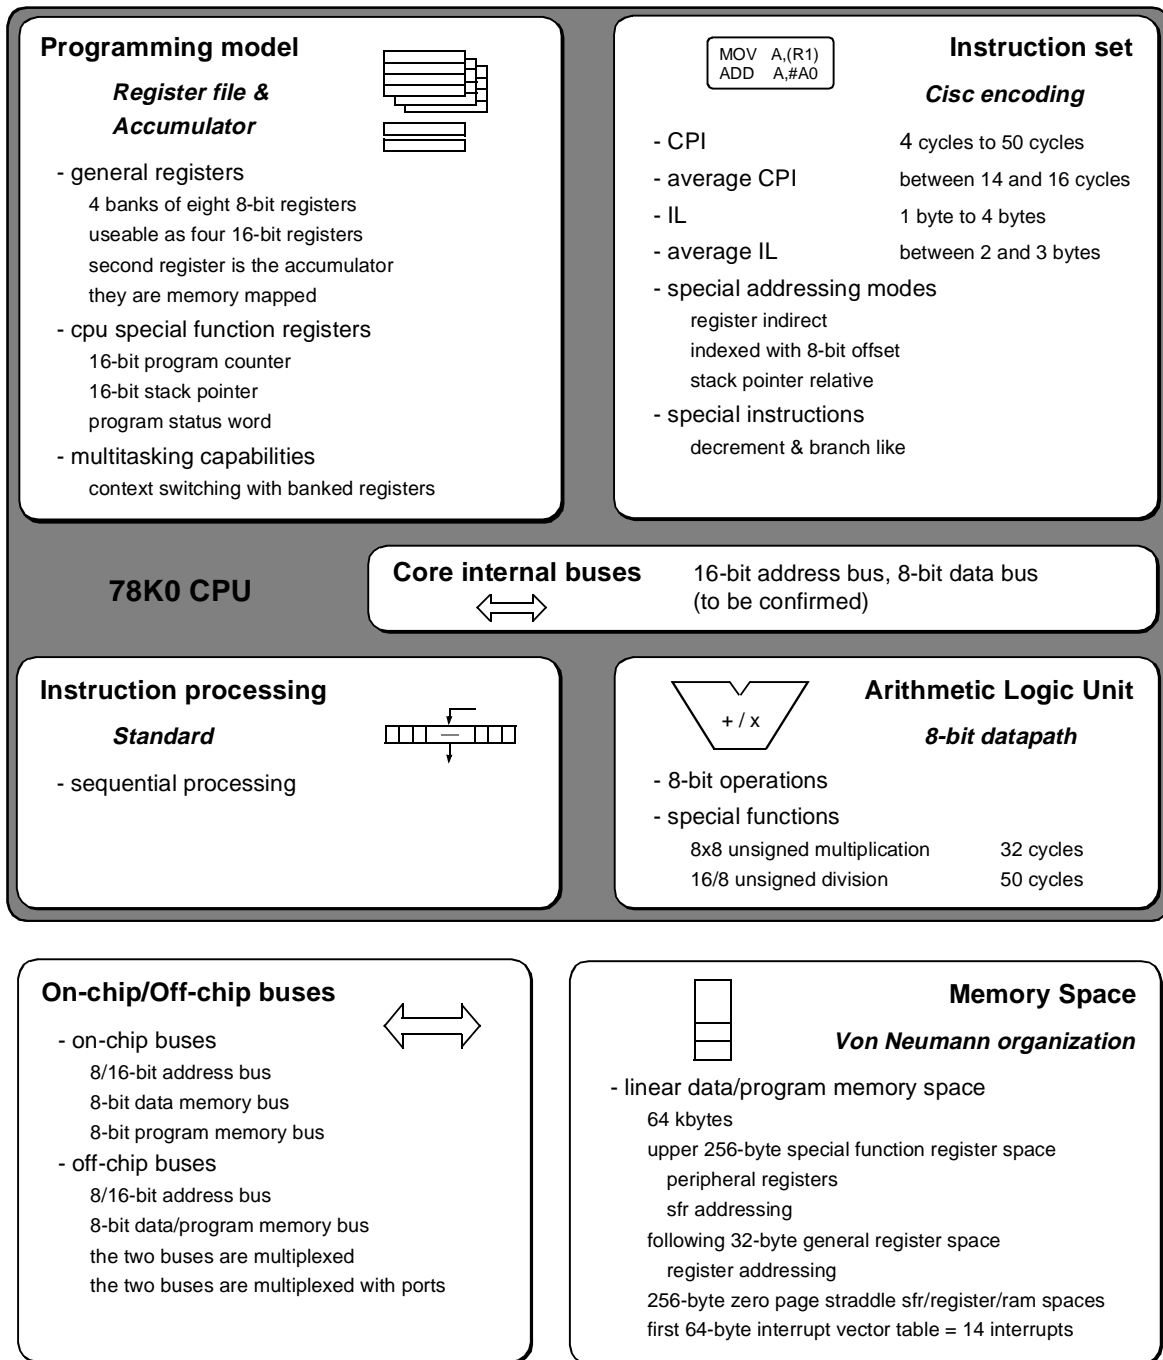 Programming model
Register file &
Accumulator
- general registers
4 banks of eight 8-bit registers
useable as four 16-bit registers
second register is the accumulator
they are memory mapped
- cpu special function registers
16-bit program counter
16-bit stack pointer
program status word
- multitasking capabilities
context switching with banked registers
MOV A,(R1)
ADD A,#A0
Instruction set
Cisc encoding
- CPI 4 cycles to 50 cycles
- average CPI between 14 and 16 cycles
- IL 1 byte to 4 bytes
- average IL between 2 and 3 bytes
- special addressing modes
register indirect
indexed with 8-bit offset
stack pointer relative
- special instructions
decrement & branch like
78K0 CPU
Core internal buses 16-bit address bus, 8-bit data bus
(to be confirmed)
Instruction processing
Standard
- sequential processing
+ / x
Arithmetic Logic Unit
8-bit datapath
- 8-bit operations
- special functions
8x8 unsigned multiplication 32 cycles
16/8 unsigned division 50 cycles
On-chip/Off-chip buses
- on-chip buses
8/16-bit address bus
8-bit data memory bus
8-bit program memory bus
- off-chip buses
8/16-bit address bus
8-bit data/program memory bus
the two buses are multiplexed
the two buses are multiplexed with ports
Memory Space
Von Neumann organization
- linear data/program memory space
64 kbytes
upper 256-byte special function register space
peripheral registers
sfr addressing
following 32-byte general register space
register addressing
256-byte zero page straddle sfr/register/ram spaces
first 64-byte interrupt vector table = 14 interrupts